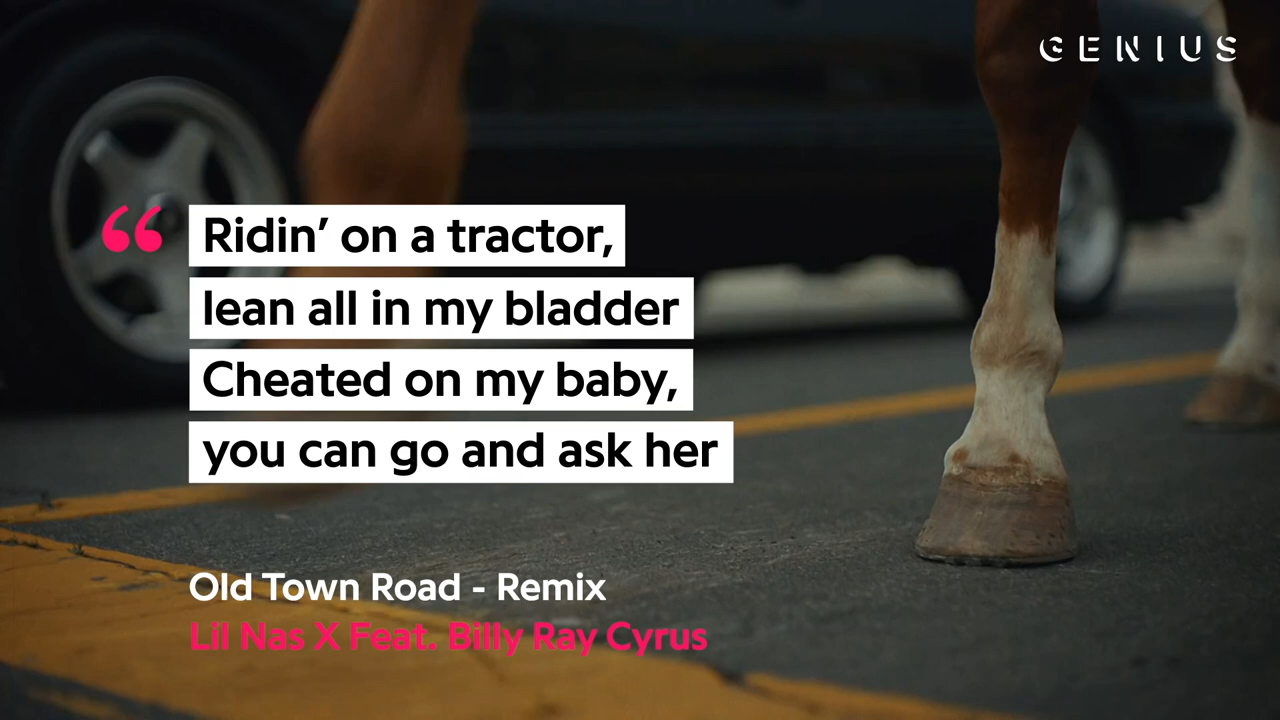 GENIUS
“
Ridin’ on a tractor,
lean all in my bladder
Cheated on my baby,
you can go and ask her
Old Town Road - Remix
Lil Nas X Feat. Billy Ray Cyrus